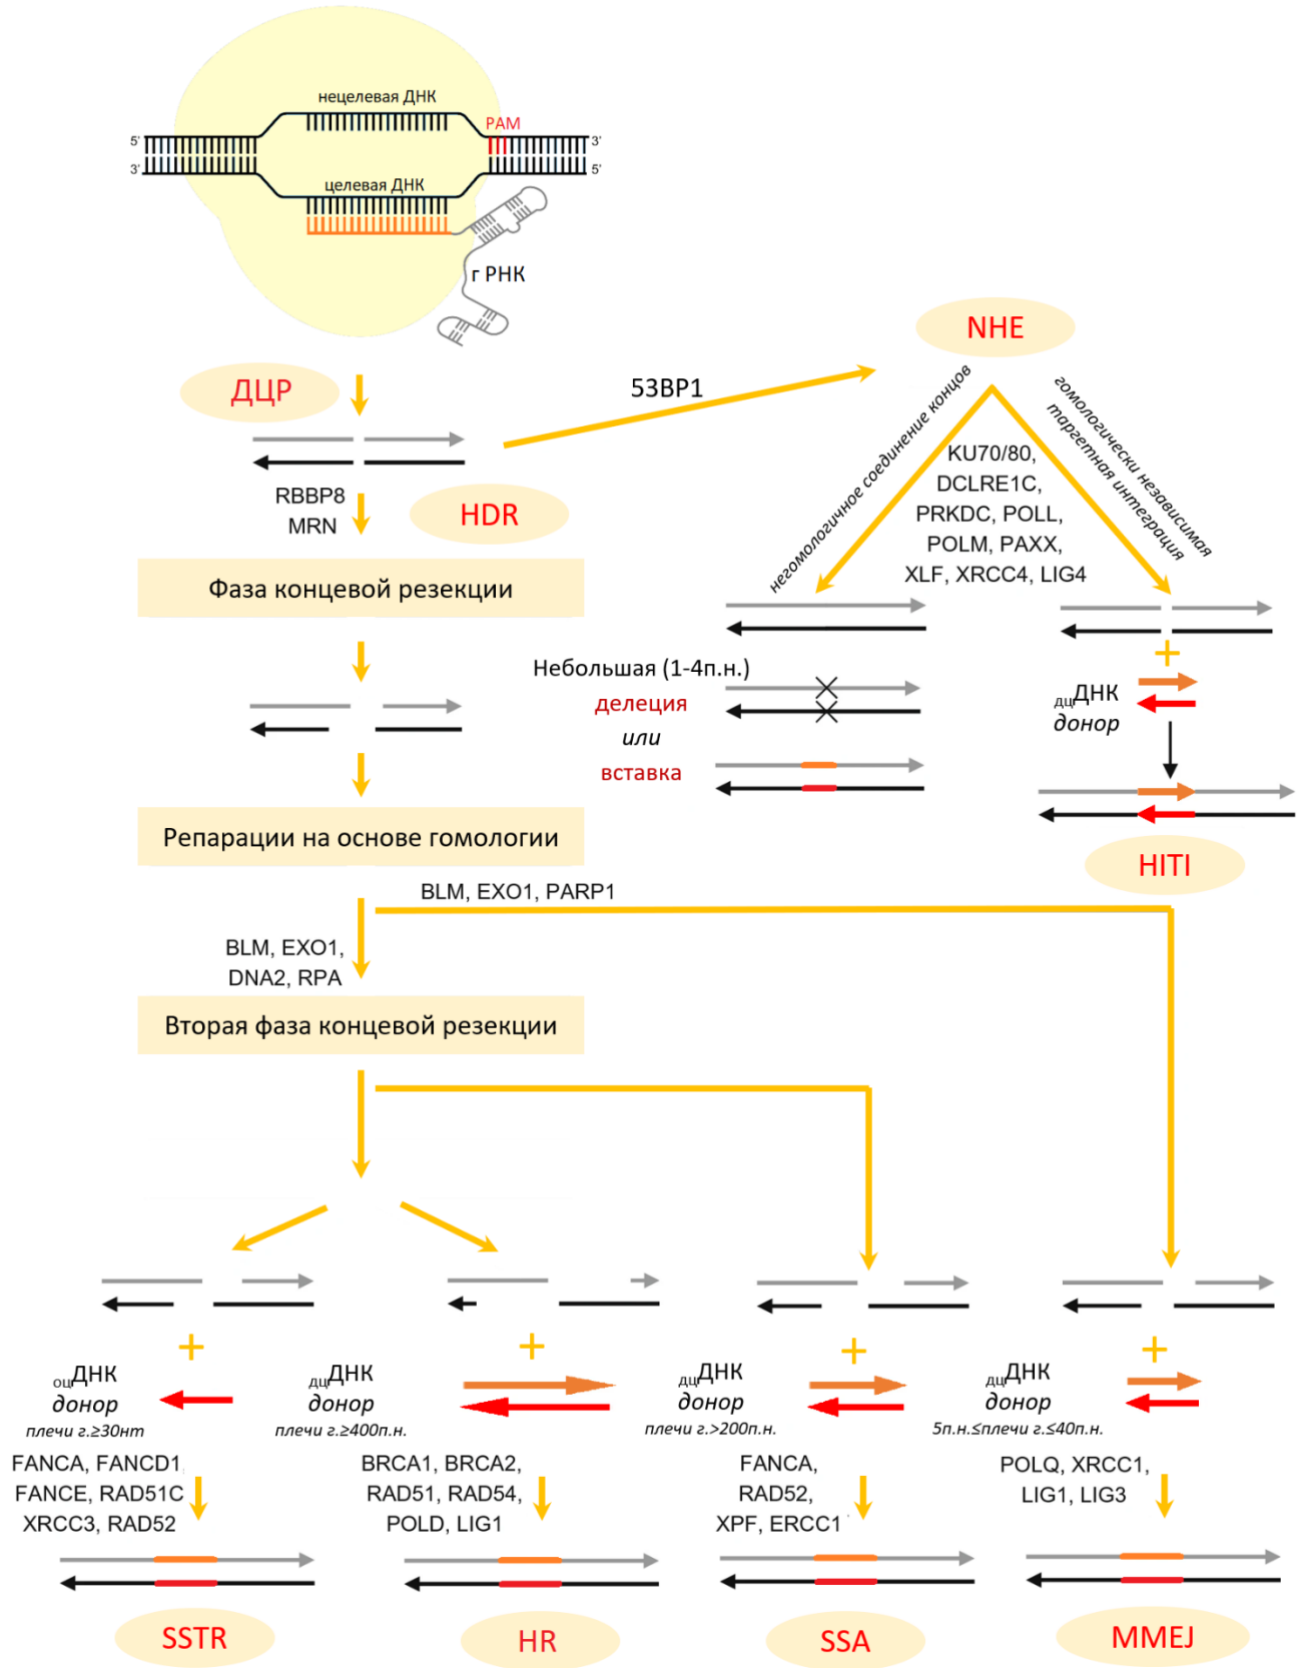 нецелевая ДНК
PAM
5'
3'
3'
5'
целевая ДНК
г РНК
NHE
ДЦР
53BP1
негомологичное соединение концов
гомологически независимая
таргетная интеграция
KU70/80,
DCLRE1C,
PRKDC, POLL,
POLM, PAXX,
XLF, XRCC4, LIG4
RBBP8
MRN
HDR
Фаза концевой резекции
Небольшая (1-4п.н.)
делеция
или
вставка
дцДНК
донор
HITI
Репарации на основе гомологии
BLM, EXO1, PARP1
BLM, EXO1,
DNA2, RPA
Вторая фаза концевой резекции
оцДНК
донор
плечи г.≥30нт
FANCA, FANCD1,
FANCE, RAD51C
XRCC3, RAD52
SSTR
дцДНК
донор
плечи г.≥400п.н.
BRCA1, BRCA2,
RAD51, RAD54,
POLD, LIG1
HR
дцДНК
донор
плечи г.>200п.н.
FANCA,
RAD52,
XPF, ERCC1
SSA
дцДНК
донор
5п.н.≤плечи г.≤40п.н.
POLQ, XRCC1,
LIG1, LIG3
MMEJ